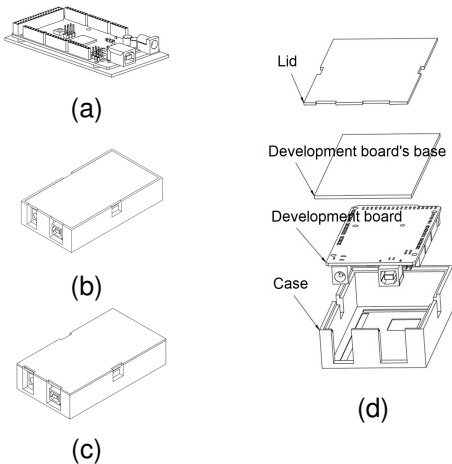 (a)
(b)
(c)
Lid
Development board's base
Development board
Case
(d)